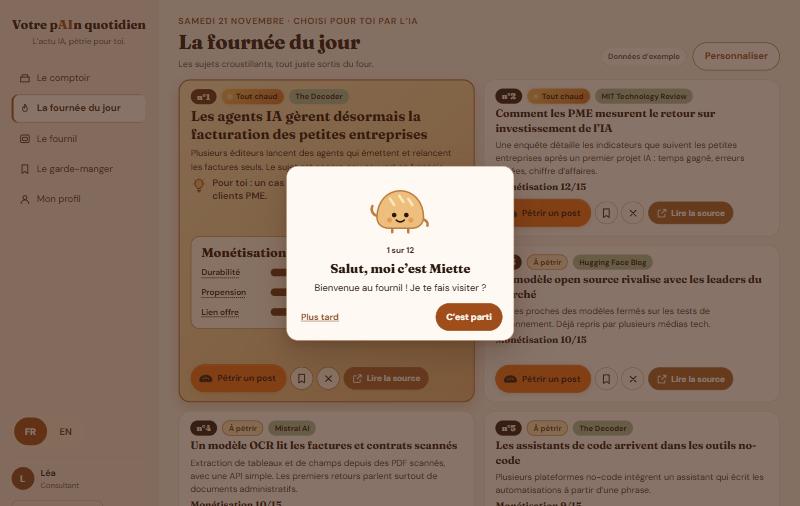 Votre pAIn quotidien
L'actu IA, pétrie pour toi.
Le comptoir
La fournée du jour
Le fournil
Le garde-manger
Mon profil
FR
EN
L
Léa
Consultant
SAMEDI 21 NOVEMBRE · CHOISI POUR TOI PAR L'IA
La fournée du jour
Les sujets croustillants, tout juste sortis du four.
Données d'exemple
Personnaliser
n°1
Tout chaud
The Decoder
Les agents IA gèrent désormais la
facturation des petites entreprises
Plusieurs éditeurs lancent des agents qui émettent et relancent
les factures seuls.
Pour toi : un cas
clients PME.
Monétisation
Durabilité
Propension
Lien offre
Pétrir un post
Lire la source
n°2
Tout chaud
MIT Technology Review
Comment les PME mesurent le retour sur
investissement de l'IA
Une enquête détaille les indicateurs que suivent les petites
entreprises après un premier projet IA : temps gagné, erreurs
chiffre d'affaires.
Monétisation 12/15
Pétrir un post
Lire la source
À pétrir
Hugging Face Blog
modèle open source rivalise avec les leaders du
proches des modèles fermés sur les tests de
Déjà repris par plusieurs médias tech.
Monétisation 10/15
Pétrir un post
Lire la source
1 sur 12
Salut, moi c'est Miette
Bienvenue au fournil ! Je te fais visiter ?
Plus tard
C'est parti
n°4
À pétrir
Mistral AI
Un modèle OCR lit les factures et contrats scannés
Extraction de tableaux et de champs depuis des PDF scannés,
avec une API simple. Les premiers retours parlent surtout de
documents administratifs.
Monétisation 10/15
n°5
À pétrir
The Decoder
Les assistants de code arrivent dans les outils no-
code
Plusieurs plateformes no-code intègrent un assistant qui écrit les
automatisations à partir d'une phrase.
Monétisation 9/15